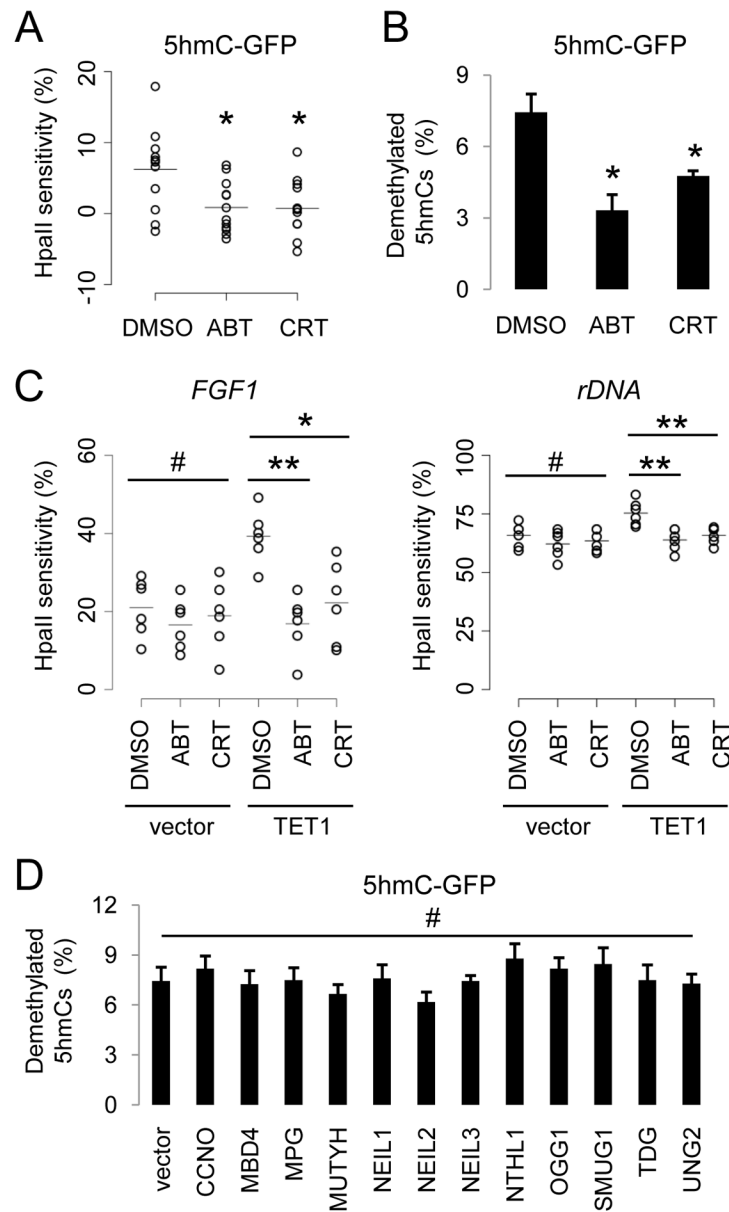 A
5hmC-GFP
HpaII sensitivity (%)
20
10
0
-10
* *
DMSO ABT CRT
B
5hmC-GFP
Demethylated
5hmCs (%)
9
6
3
0
* *
DMSO ABT CRT
C
FGF1
HpaII sensitivity (%)
60
40
20
0
# ** *
DMSO ABT CRT DMSO ABT CRT
vector TET1
rDNA
HpaII sensitivity (%)
100
75
50
25
0
# ** **
DMSO ABT CRT DMSO ABT CRT
vector TET1
D
5hmC-GFP
#
Demethylated
5hmCs (%)
12
9
6
3
0
vector CCNO MBD4 MPG MUTYH NEIL1 NEIL2 NEIL3 NTHL1 OGG1 SMUG1 TDG UNG2